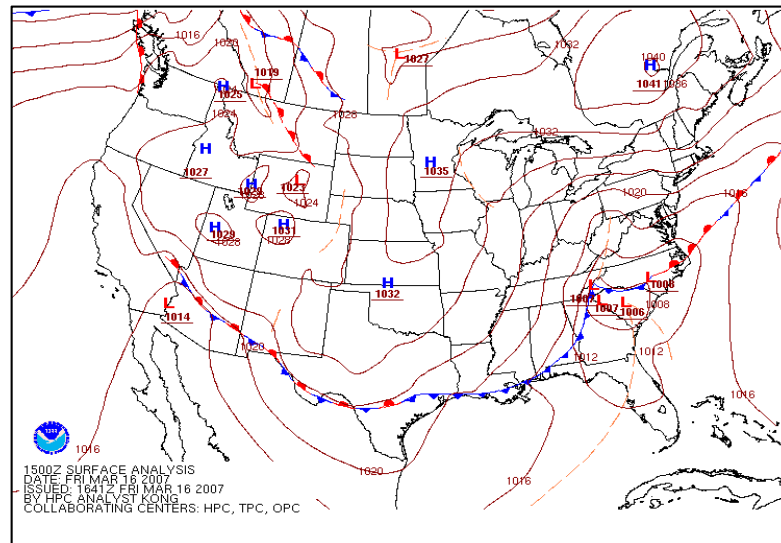 1016
1020
1032
1040
H
1041
1036
L
1027
1019
L
H
1025
1024
1028
1032
H
1027
H
1035
H
L
1023
1024
1020
1016
H
1029
1028
H
1031
1028
H
1032
L
1014
1020
L
1007
L
1007
L
1006
L
1008
1008
1012
1012
1016
1016
1020
1016
1500Z SURFACE ANALYSIS
DATE: FRI MAR 16 2007
ISSUED: 1641Z FRI MAR 16 2007
BY HPC ANALYST KONG
COLLABORATING CENTERS: HPC, TPC, OPC